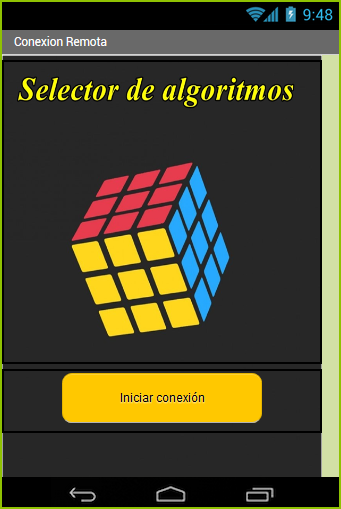 9:48
Conexion Remota
Selector de algoritmos
Iniciar conexión